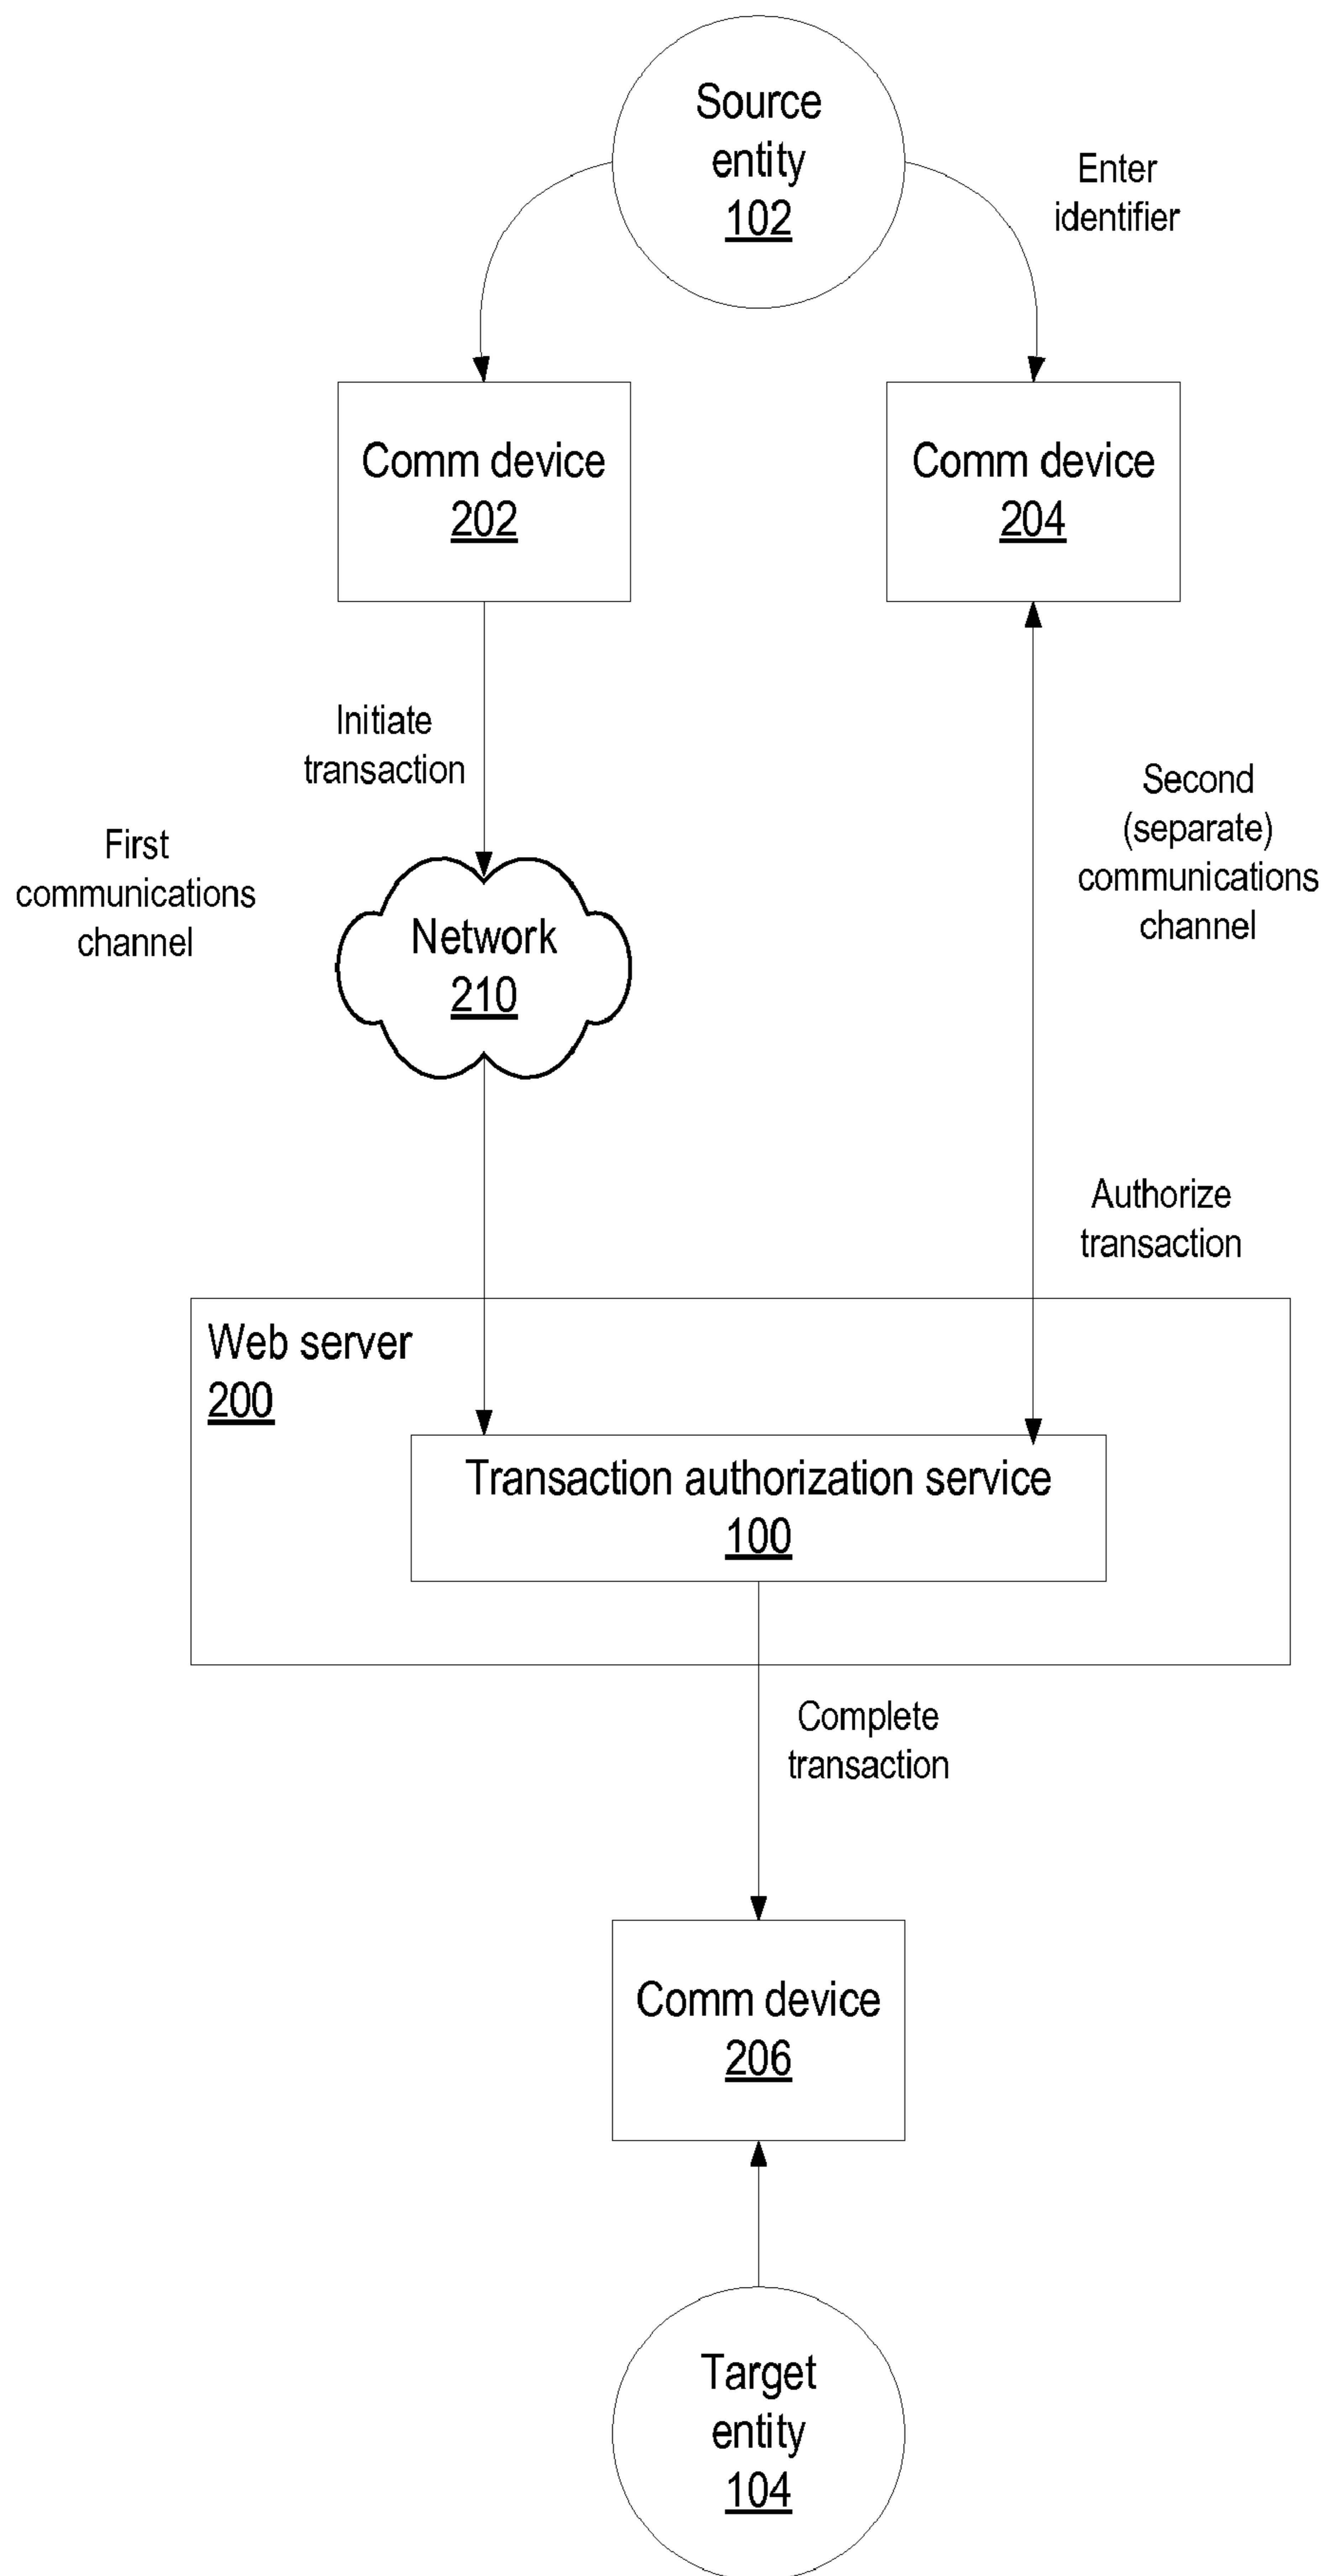 Source
entity
102
Enter
identifier
Comm device
202
Comm device
204
Initiate
transaction
First
communications
channel
Second
(separate)
communications
channel
Network
210
Authorize
transaction
Web server
200
Transaction authorization service
100
Complete
transaction
Comm device
206
Target
entity
104